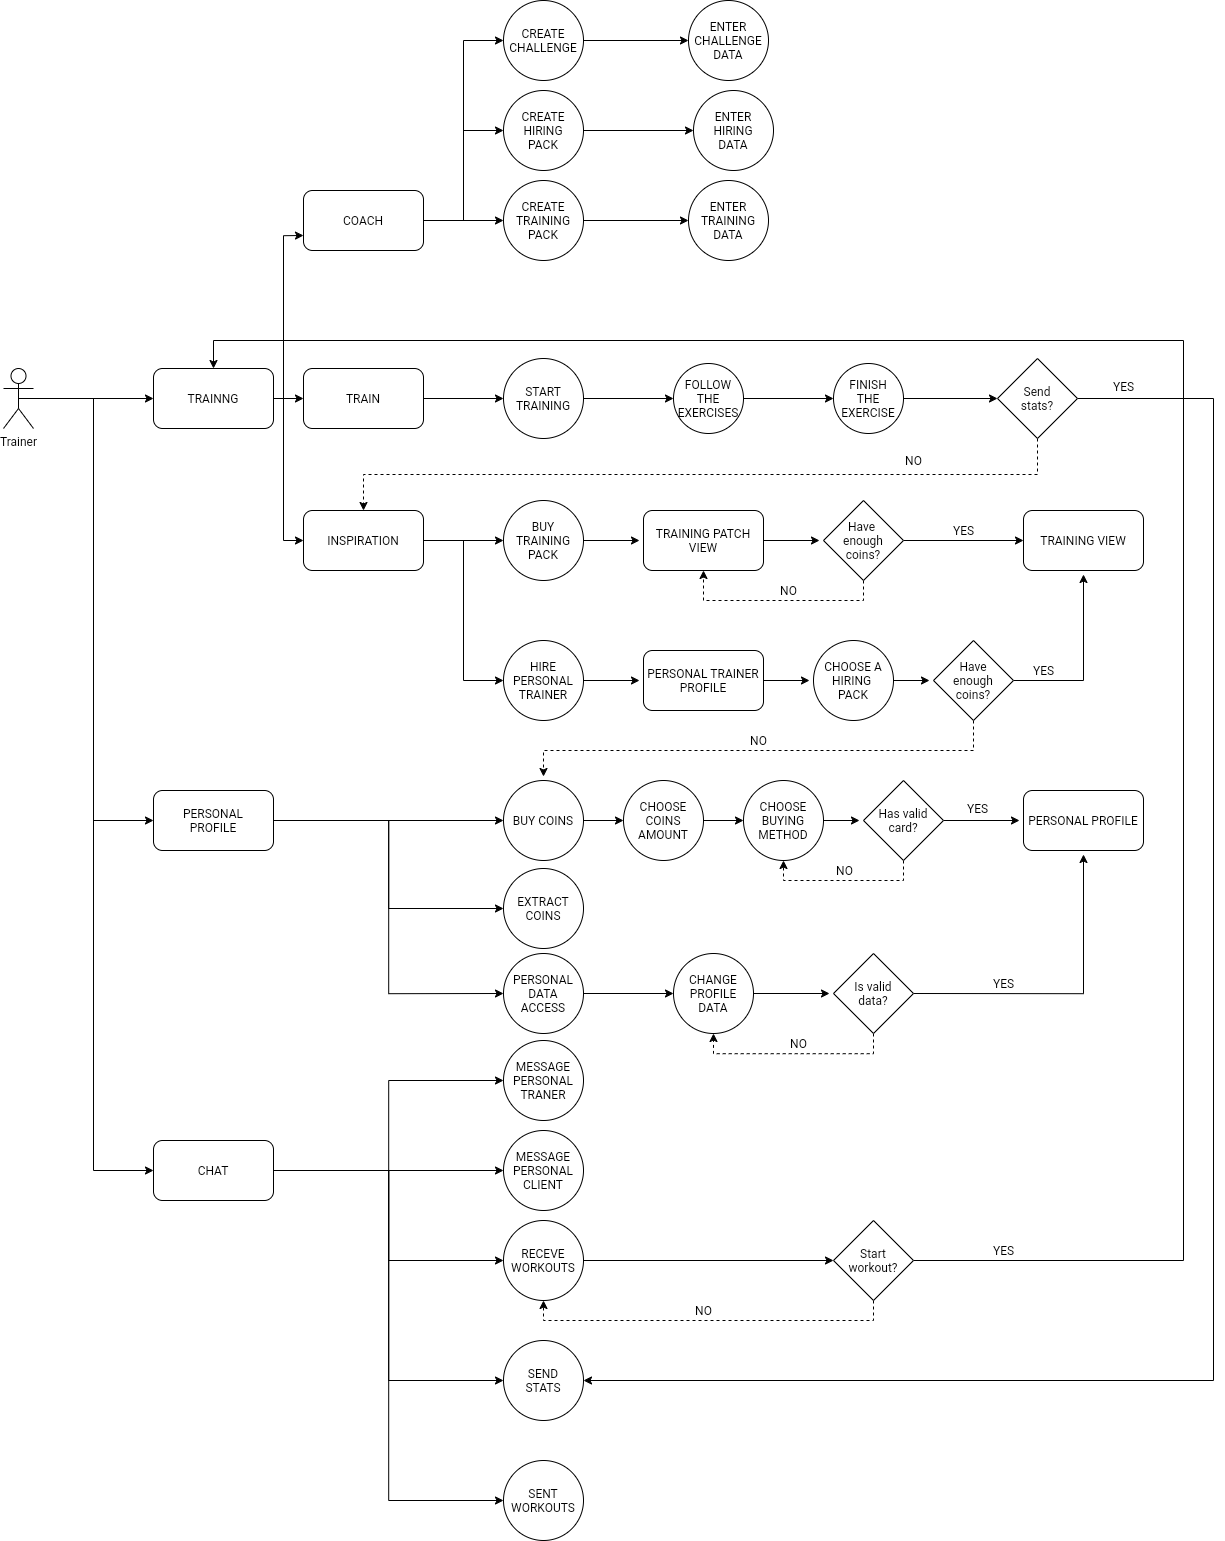 CREATE
CHALLENGE
ENTER
CHALLENGE
DATA
CREATE
HIRING
PACK
ENTER
HIRING
DATA
COACH
CREATE
TRAINING
PACK
ENTER
TRAINING
DATA
Trainer
TRAINNG
TRAIN
START
TRAINING
FOLLOW
THE
EXERCISES
FINISH
THE
EXERCISE
Send
stats?
YES
NO
INSPIRATION
BUY
TRAINING
PACK
TRAINING PATCH
VIEW
Have
enough
coins?
YES
TRAINING VIEW
NO
HIRE
PERSONAL
TRAINER
PERSONAL TRAINER
PROFILE
CHOOSE A
HIRING
PACK
Have
enough
coins?
YES
NO
PERSONAL
PROFILE
BUY COINS
CHOOSE
COINS
AMOUNT
CHOOSE
BUYING
METHOD
Has valid
card?
YES
PERSONAL PROFILE
NO
EXTRACT
COINS
PERSONAL
DATA
ACCESS
CHANGE
PROFILE
DATA
Is valid
data?
YES
NO
MESSAGE
PERSONAL
TRANER
CHAT
MESSAGE
PERSONAL
CLIENT
RECEVE
WORKOUTS
Start
workout?
YES
NO
SEND
STATS
SENT
WORKOUTS